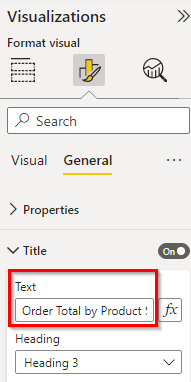 Visualizations
Format visual
Search
Visual General
Properties
Title On
Text
Order Total by Product
fx
Heading
Heading 3